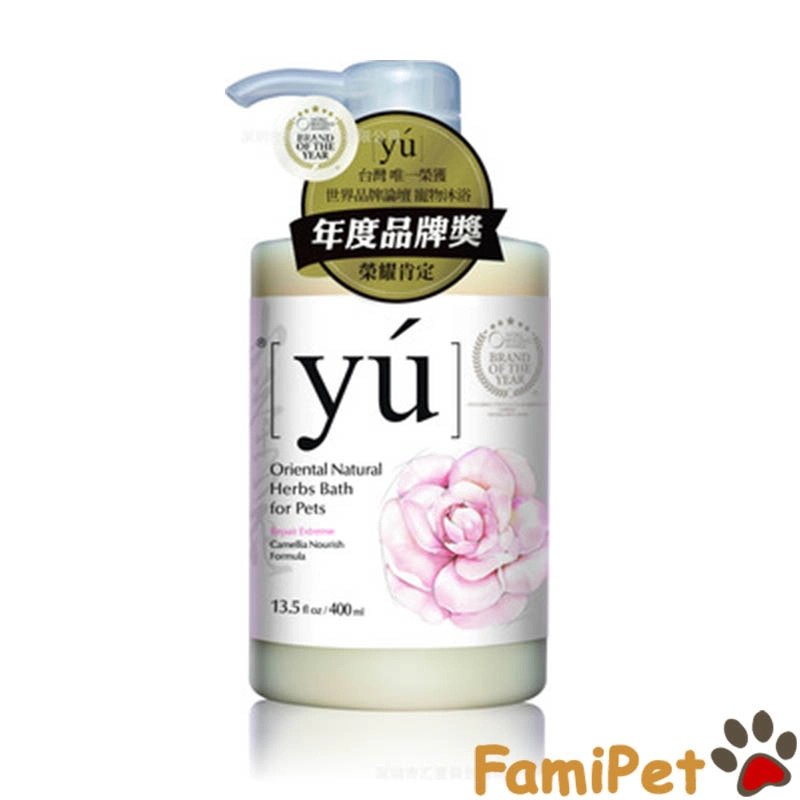 BRAND
OF THE
YEAR
[yú]
台灣唯一榮獲
世界品牌論壇 寵物沐浴
年度品牌獎
榮耀肯定
®
[yú]
BRAND
OF THE
YEAR
Oriental Natural
Herbs Bath
for Pets
Repair Extreme
Camellia Nourish
Formula
13.5 fl oz / 400 ml
FamiPet